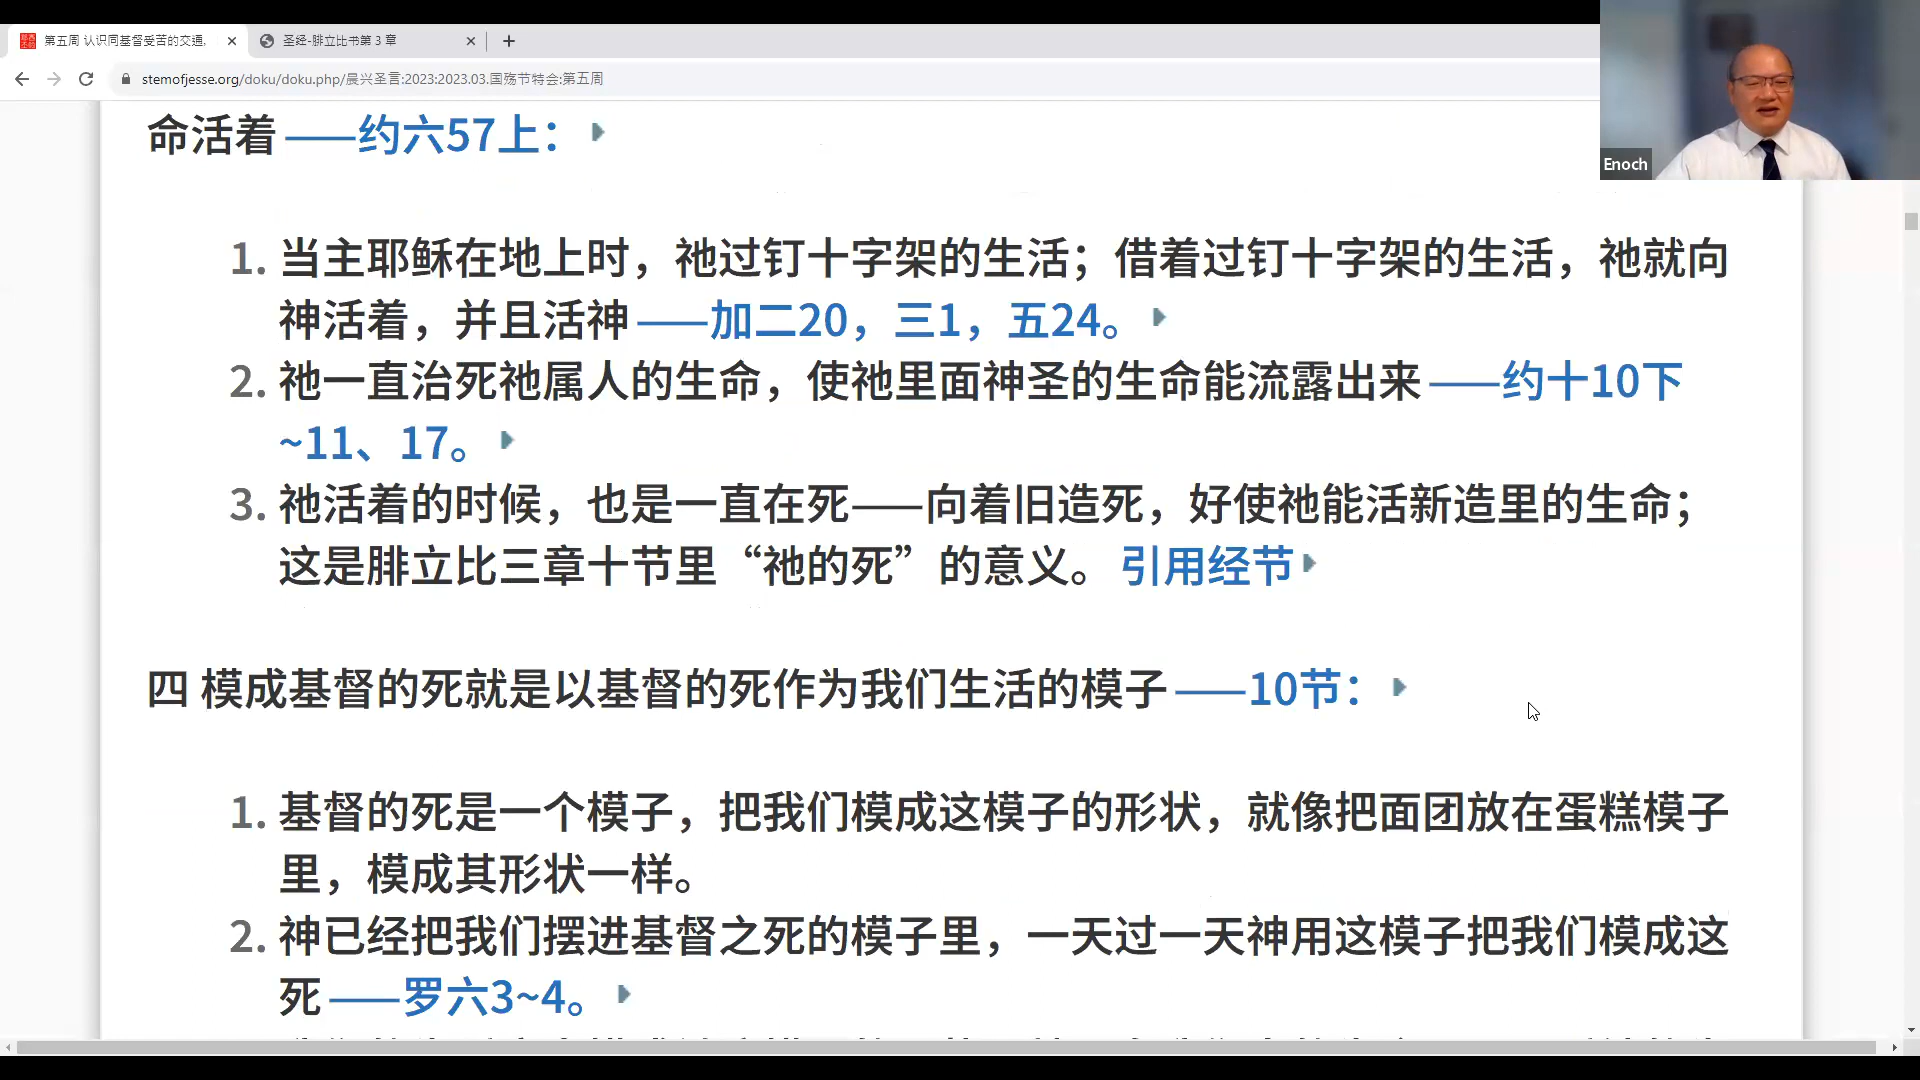 第五周 认识同基督受苦的交通,
圣经-腓立比书第 3 章
stemofjesse.org/doku/doku.php/晨兴圣言:2023:2023.03.国殇节特会:第五周
Enoch
命活着——约六57上：
1. 当主耶稣在地上时，祂过钉十字架的生活；借着过钉十字架的生活，祂就向
神活着，并且活神——加二20，三1，五24。
2. 祂一直治死祂属人的生命，使祂里面神圣的生命能流露出来——约十10下
~11、17。
3. 祂活着的时候，也是一直在死——向着旧造死，好使祂能活新造里的生命；
这是腓立比三章十节里“祂的死”的意义。 引用经节
四 模成基督的死就是以基督的死作为我们生活的模子——10节：
1. 基督的死是一个模子，把我们模成这模子的形状，就像把面团放在蛋糕模子
里，模成其形状一样。
2. 神已经把我们摆进基督之死的模子里，一天过一天神用这模子把我们模成这
死——罗六3~4。